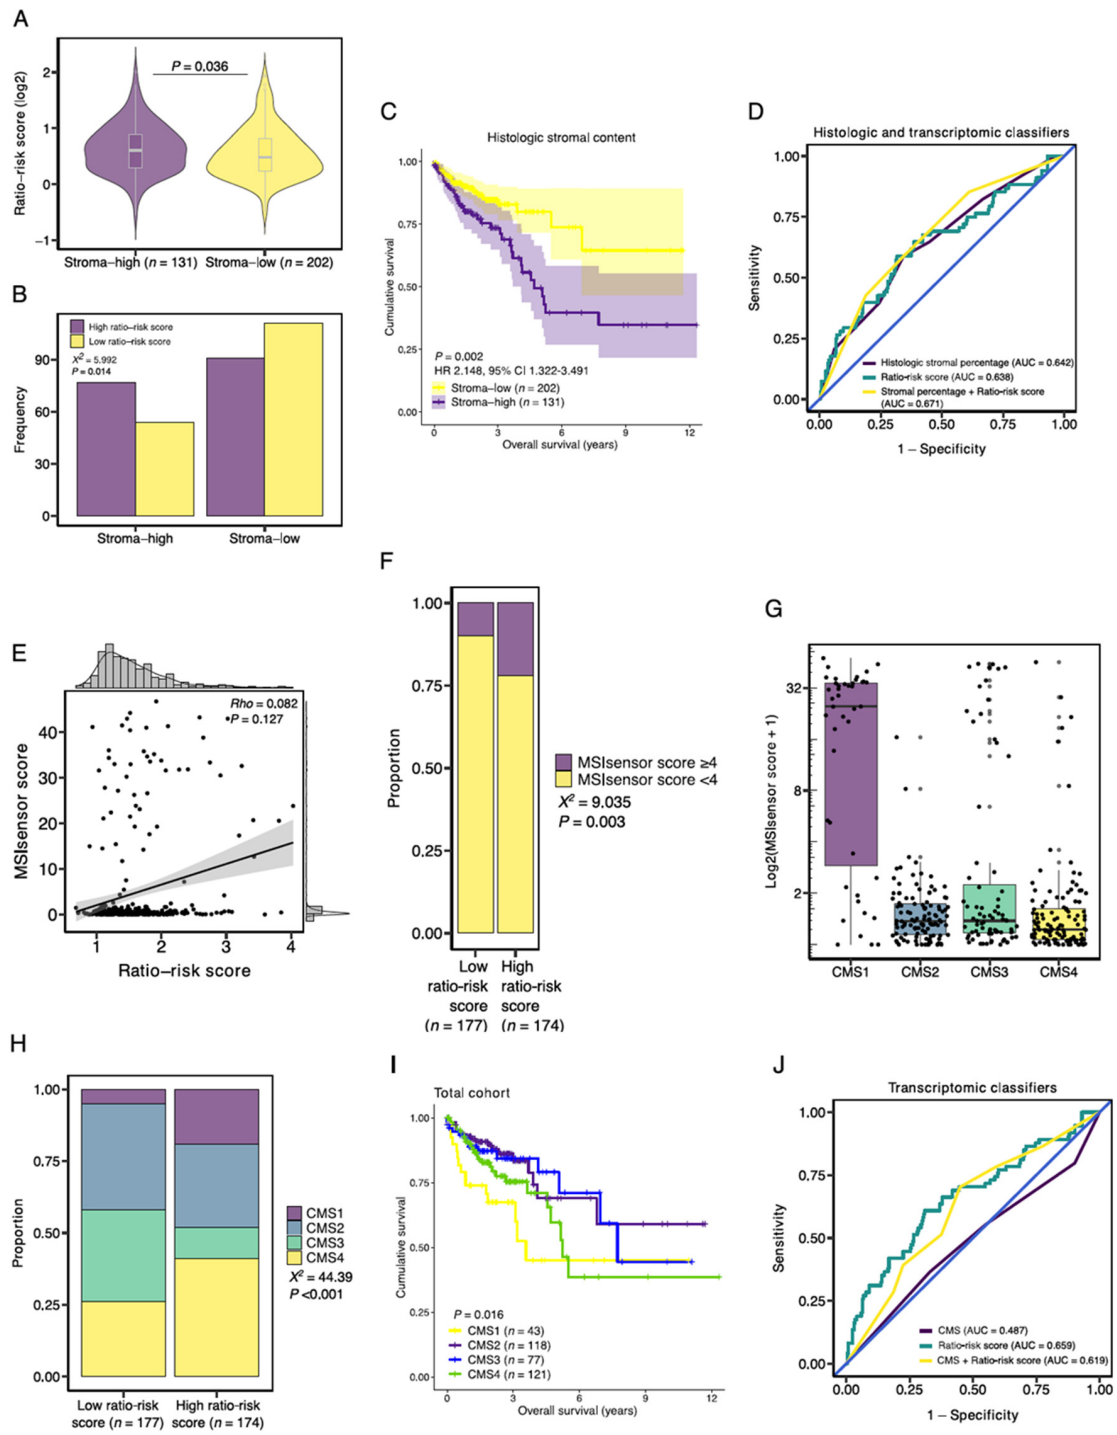 A
Ratio–risk score (log2)
2
1
0
–1
P = 0.036
Stroma–high (n = 131)
Stroma–low (n = 202)
B
Frequency
90
60
30
0
High ratio–risk score
Low ratio–risk score
X² = 5.992
P = 0.014
Stroma–high
Stroma–low
C
Histologic stromal content
Cumulative survival
1.00
0.75
0.50
0.25
0.00
P = 0.002
HR 2.148, 95% CI 1.322-3.491
Stroma–low (n = 202)
Stroma–high (n = 131)
0
3
6
9
12
Overall survival (years)
D
Histologic and transcriptomic classifiers
Sensitivity
1.00
0.75
0.50
0.25
0.00
Histologic stromal percentage (AUC = 0.642)
Ratio-risk score (AUC = 0.638)
Stromal percentage + Ratio-risk score
(AUC = 0.671)
0.00
0.25
0.50
0.75
1.00
1 – Specificity
E
MSIsensor score
40
30
20
10
0
Rho = 0.082
P = 0.127
1
2
3
4
Ratio–risk score
F
Proportion
1.00
0.75
0.50
0.25
0.00
MSIsensor score ≥4
MSIsensor score <4
X² = 9.035
P = 0.003
Low
ratio-risk
score
(n = 177)
High
ratio-risk
score
(n = 174)
G
Log2(MSIsensor score + 1)
32
8
2
CMS1
CMS2
CMS3
CMS4
H
Proportion
1.00
0.75
0.50
0.25
0.00
CMS1
CMS2
CMS3
CMS4
X² = 44.39
P <0.001
Low ratio-risk
score (n = 177)
High ratio-risk
score (n = 174)
I
Total cohort
Cumulative survival
1.00
0.75
0.50
0.25
0.00
P = 0.016
CMS1 (n = 43)
CMS2 (n = 118)
CMS3 (n = 77)
CMS4 (n = 121)
0
3
6
9
12
Overall survival (years)
J
Transcriptomic classifiers
Sensitivity
1.00
0.75
0.50
0.25
0.00
CMS (AUC = 0.487)
Ratio-risk score (AUC = 0.659)
CMS + Ratio-risk score (AUC = 0.619)
0.00
0.25
0.50
0.75
1.00
1 – Specificity